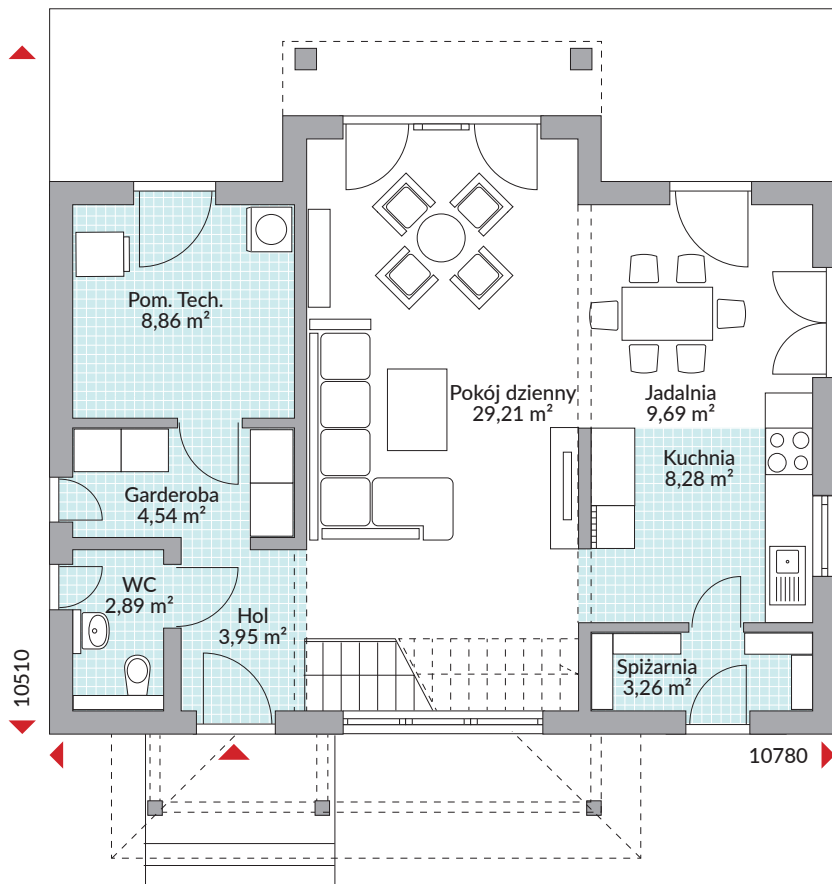 Pom. Tech.
8,86 m²
Pokój dzienny
29,21 m²
Jadalnia
9,69 m²
Kuchnia
8,28 m²
Garderoba
4,54 m²
WC
2,89 m²
Hol
3,95 m²
Spiżarnia
3,26 m²
10510
10780